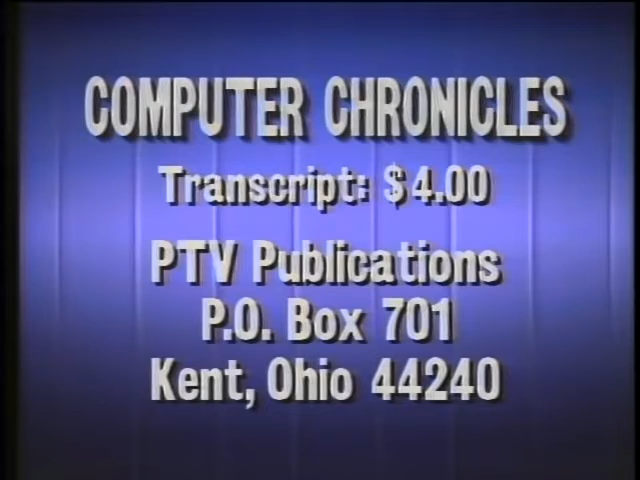 COMPUTER CHRONICLES
Transcript: $4.00
PTV Publications
P.O. Box 701
Kent, Ohio 44240